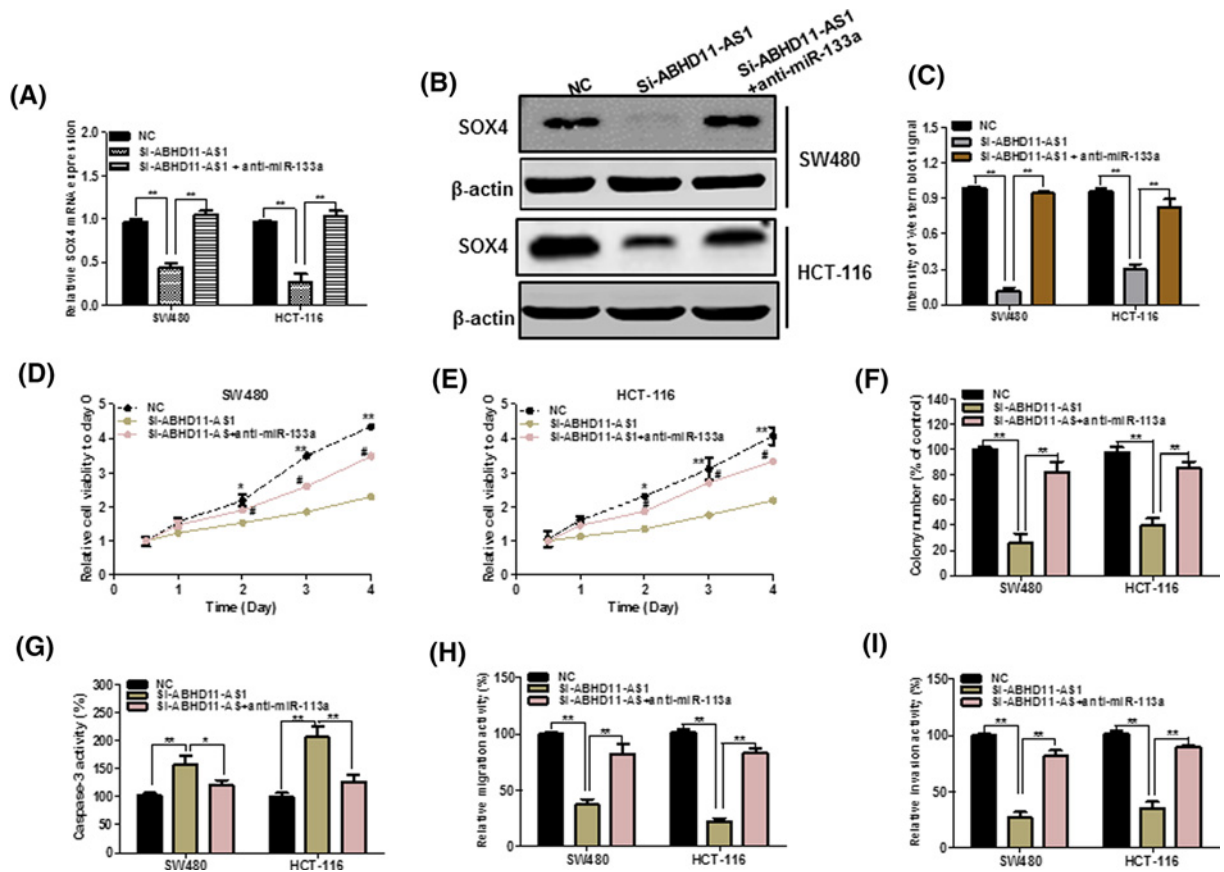 (A)
Relative SOX4 mRNA expression
2.0
1.5
1.0
0.5
0.0
NC
SI-ABHD11-AS1
SI-ABHD11-AS1 + anti-miR-133a
**
**
**
**
SW480
HCT-116
(B)
NC
Si-ABHD11-AS1
Si-ABHD11-AS1
+anti-miR-133a
SOX4
β-actin
SW480
SOX4
β-actin
HCT-116
(C)
Intensity of Western blot signal
1.5
1.2
0.9
0.6
0.3
0.0
NC
SI-ABHD11-AS1
SI-ABHD11-AS1 + anti-miR-133a
**
**
**
**
SW480
HCT-116
(D)
SW480
Relative cell viablity to day 0
5
4
3
2
1
0
NC
SI-ABHD11-AS1
SI-ABHD11-AS+anti-miR-133a
*
**
**
#
#
#
0
1
2
3
4
Time (Day)
(E)
HCT-116
Relative cell viablity to day 0
5
4
3
2
1
0
NC
SI-ABHD11-AS1
SI-ABHD11-AS1+anti-miR-133a
*
**
**
#
#
#
0
1
2
3
4
Time (Day)
(F)
Colony number (% of control)
140
120
100
80
60
40
20
0
NC
SI-ABHD11-AS1
SI-ABHD11-AS+anti-miR-113a
**
**
**
**
SW480
HCT-116
(G)
Caspase-3 activity (%)
300
250
200
150
100
50
0
NC
SI-ABHD11-AS1
SI-ABHD11-AS+anti-miR-113a
**
*
**
**
SW480
HCT-116
(H)
Relative migration activity (%)
150
100
50
0
NC
SI-ABHD11-AS1
SI-ABHD11-AS+anti-miR-113a
**
**
**
**
SW480
HCT-116
(I)
Relative invasion activity (%)
150
100
50
0
NC
SI-ABHD11-AS1
SI-ABHD11-AS+anti-miR-113a
**
**
**
**
SW480
HCT-116